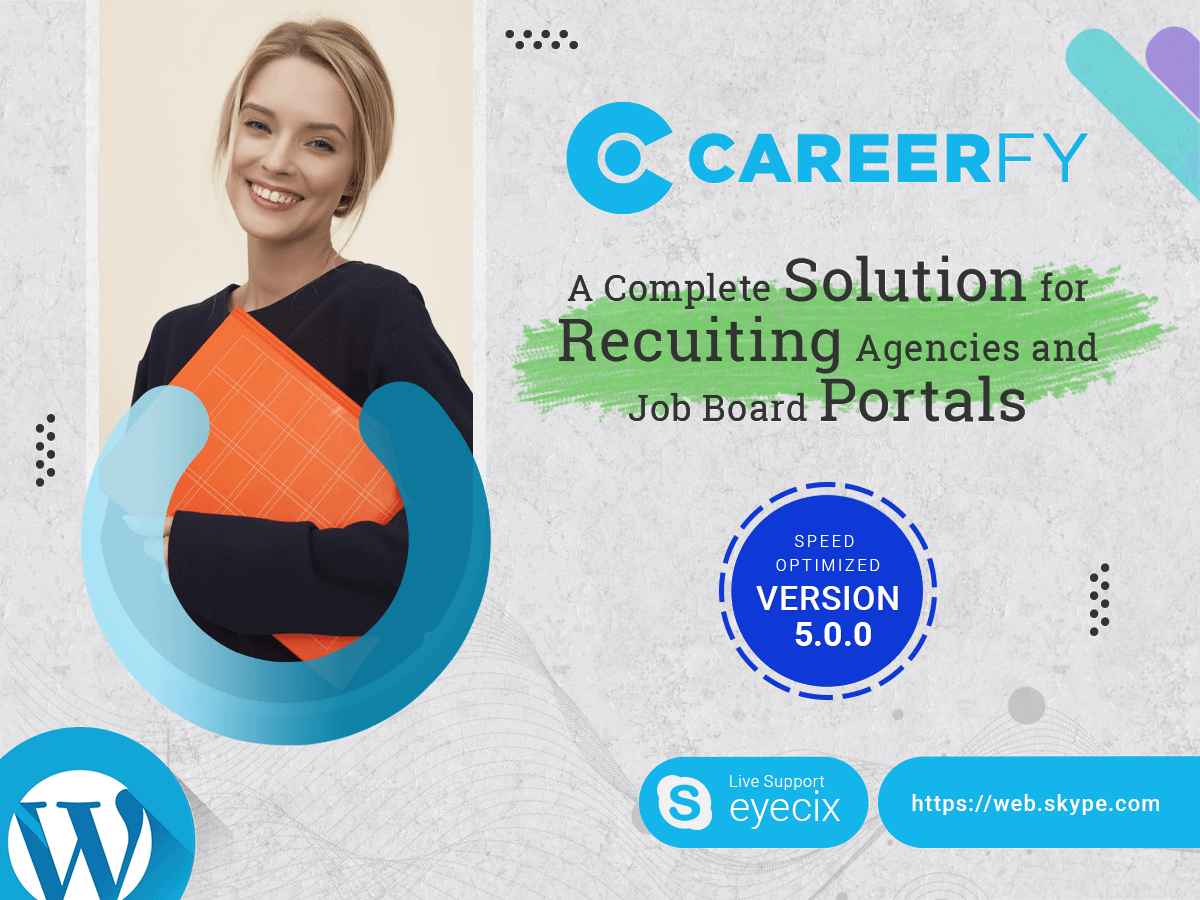 CAREERFY
A Complete Solution for
Recuiting Agencies and
Job Board Portals
SPEED
OPTIMIZED
VERSION
5.0.0
Live Support
eyecix
https://web.skype.com